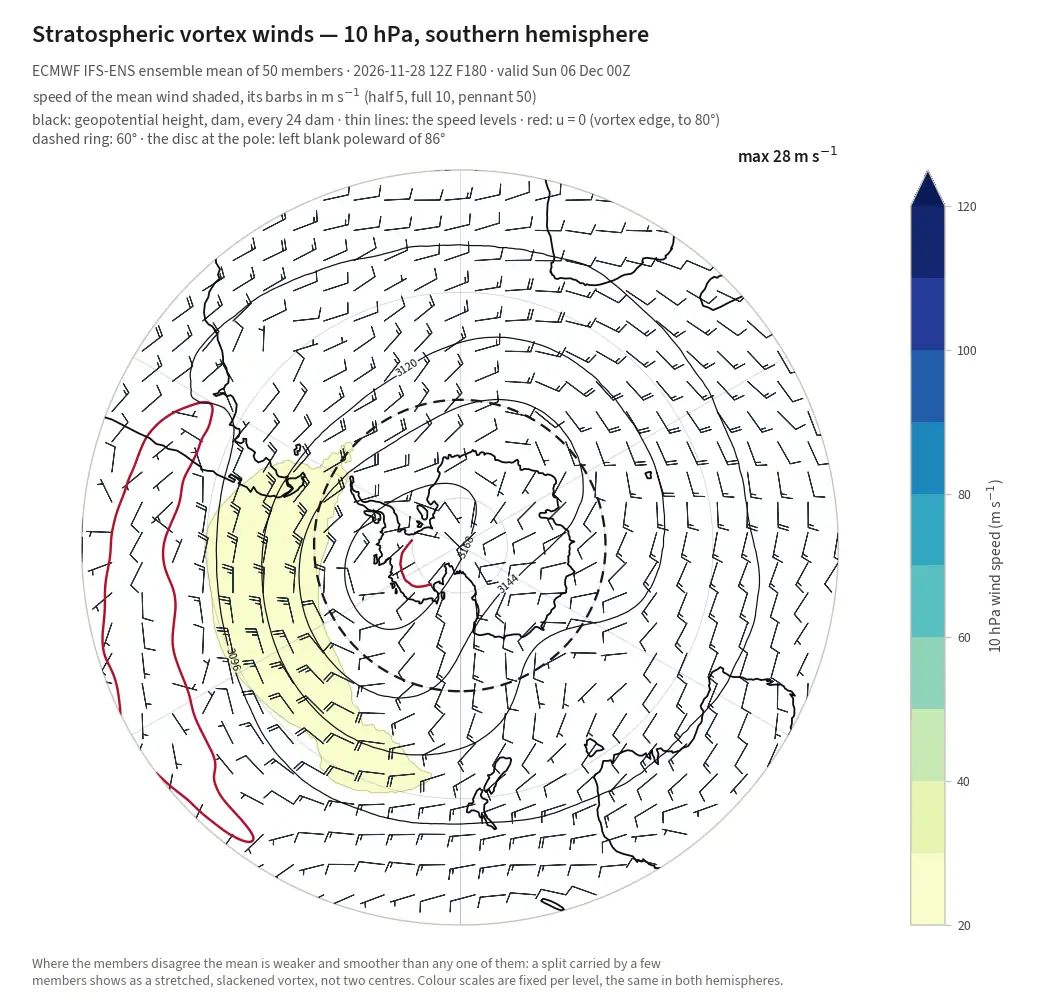 Stratospheric vortex winds — 10 hPa, southern hemisphere
ECMWF IFS-ENS ensemble mean of 50 members · 2026-11-28 12Z F180 · valid Sun 06 Dec 00Z
speed of the mean wind shaded, its barbs in m s⁻¹ (half 5, full 10, pennant 50)
black: geopotential height, dam, every 24 dam · thin lines: the speed levels · red: u = 0 (vortex edge, to 80°)
dashed ring: 60° · the disc at the pole: left blank poleward of 86°
max 28 m s⁻¹
120
100
80
60
40
20
10 hPa wind speed (m s⁻¹)
3120
3168
3144
3096
Where the members disagree the mean is weaker and smoother than any one of them: a split carried by a few
members shows as a stretched, slackened vortex, not two centres. Colour scales are fixed per level, the same in both hemispheres.